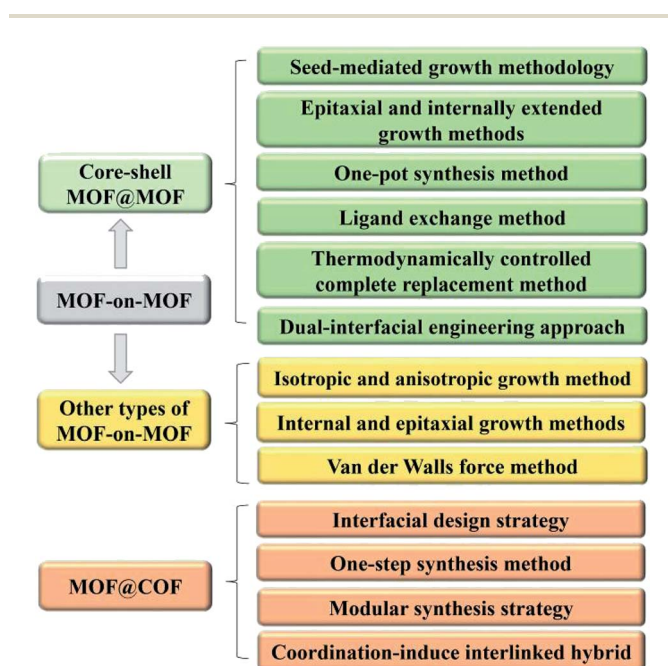 Seed-mediated growth methodology
Epitaxial and internally extended
growth methods
Core-shell
MOF@MOF
One-pot synthesis method
Ligand exchange method
MOF-on-MOF
Thermodynamically controlled
complete replacement method
Dual-interfacial engineering approach
Other types of
MOF-on-MOF
Isotropic and anisotropic growth method
Internal and epitaxial growth methods
Van der Walls force method
MOF@COF
Interfacial design strategy
One-step synthesis method
Modular synthesis strategy
Coordination-induce interlinked hybrid